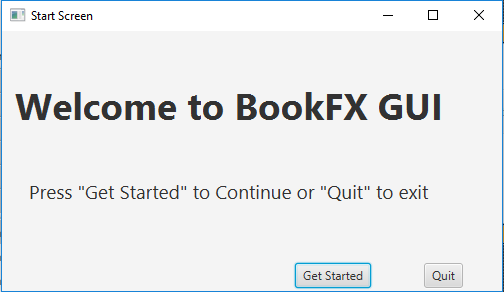 Start Screen
Welcome to BookFX GUI
Press "Get Started" to Continue or "Quit" to exit
Get Started
Quit